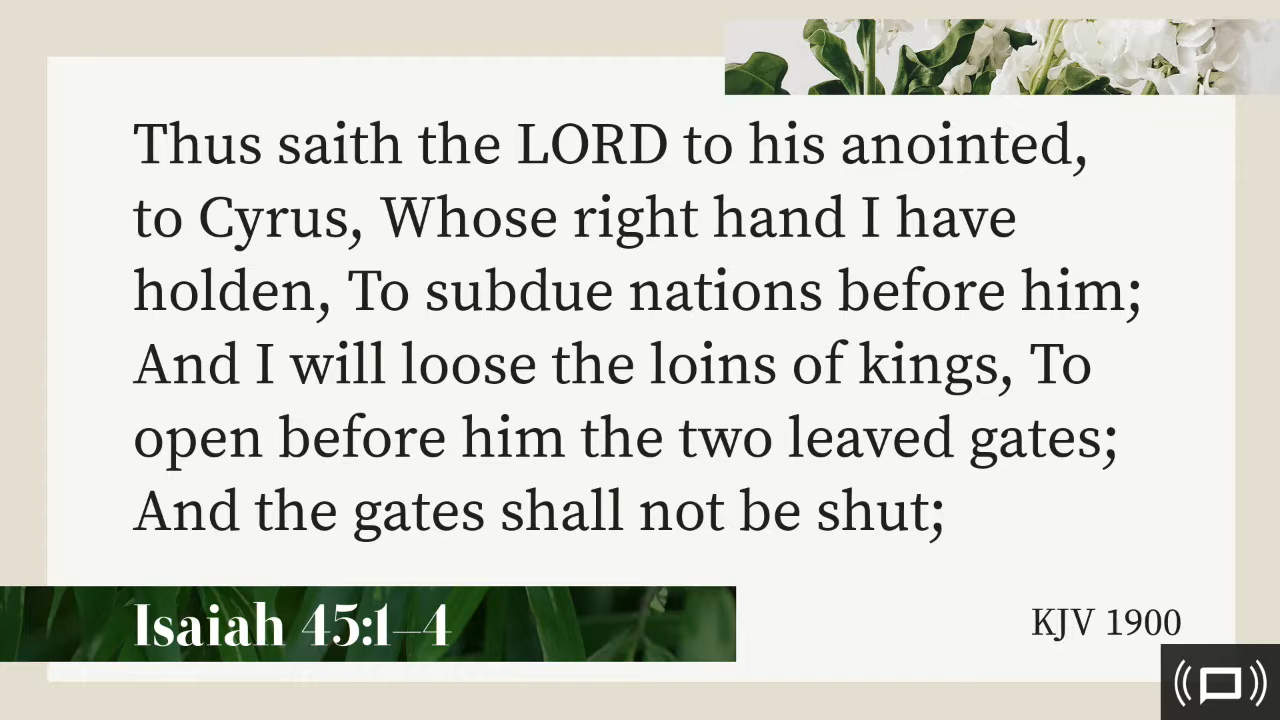 Thus saith the LORD to his anointed,
to Cyrus, Whose right hand I have
holden, To subdue nations before him;
And I will loose the loins of kings, To
open before him the two leaved gates;
And the gates shall not be shut;
Isaiah 45:1–4
KJV 1900